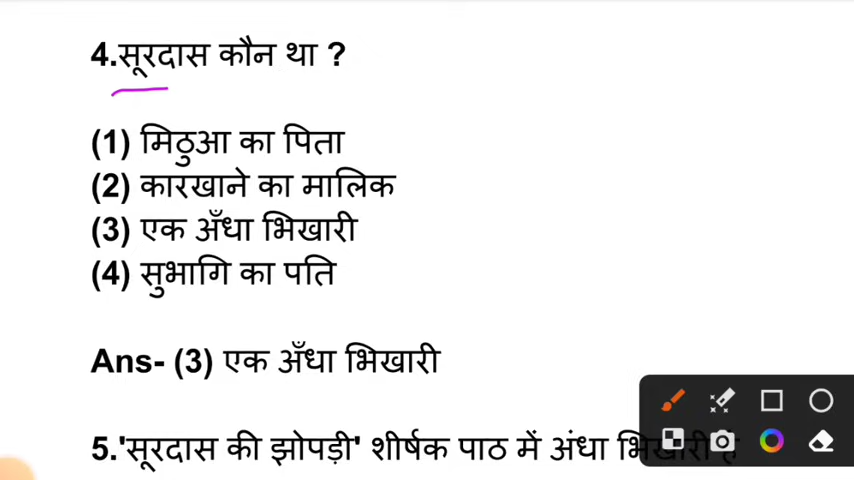 4.सूरदास कौन था ?
(1) मिठुआ का पिता
(2) कारखाने का मालिक
(3) एक अँधा भिखारी
(4) सुभागि का पति
Ans- (3) एक अँधा भिखारी
5.'सूरदास की झोपड़ी' शीर्षक पाठ में अंधा भिखारी है